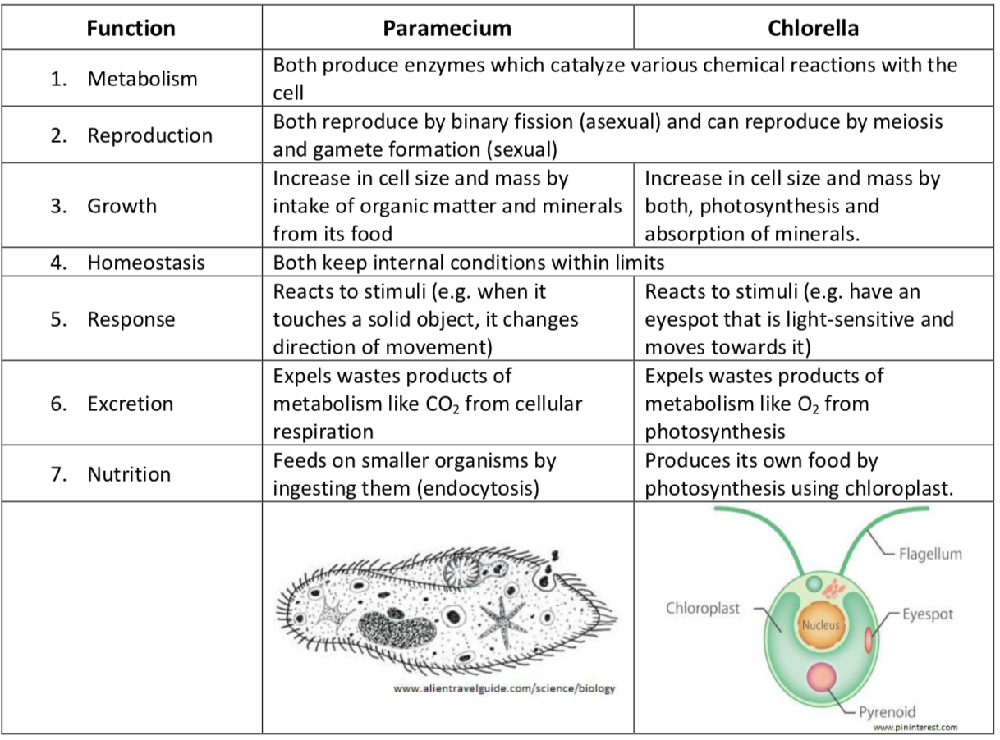 Function
Paramecium
Chlorella
1. Metabolism
Both produce enzymes which catalyze various chemical reactions with the
cell
2. Reproduction
Both reproduce by binary fission (asexual) and can reproduce by meiosis
and gamete formation (sexual)
3. Growth
Increase in cell size and mass by
intake of organic matter and minerals
from its food
Increase in cell size and mass by
both, photosynthesis and
absorption of minerals.
4. Homeostasis
Both keep internal conditions within limits
5. Response
Reacts to stimuli (e.g. when it
touches a solid object, it changes
direction of movement)
Reacts to stimuli (e.g. have an
eyespot that is light-sensitive and
moves towards it)
6. Excretion
Expels wastes products of
metabolism like CO₂ from cellular
respiration
Expels wastes products of
metabolism like O₂ from
photosynthesis
7. Nutrition
Feeds on smaller organisms by
ingesting them (endocytosis)
Produces its own food by
photosynthesis using chloroplast.
www.alientravelguide.com/science/biology
Flagellum
Chloroplast
Eyespot
Nucleus
Pyrenoid
www.pininterest.com